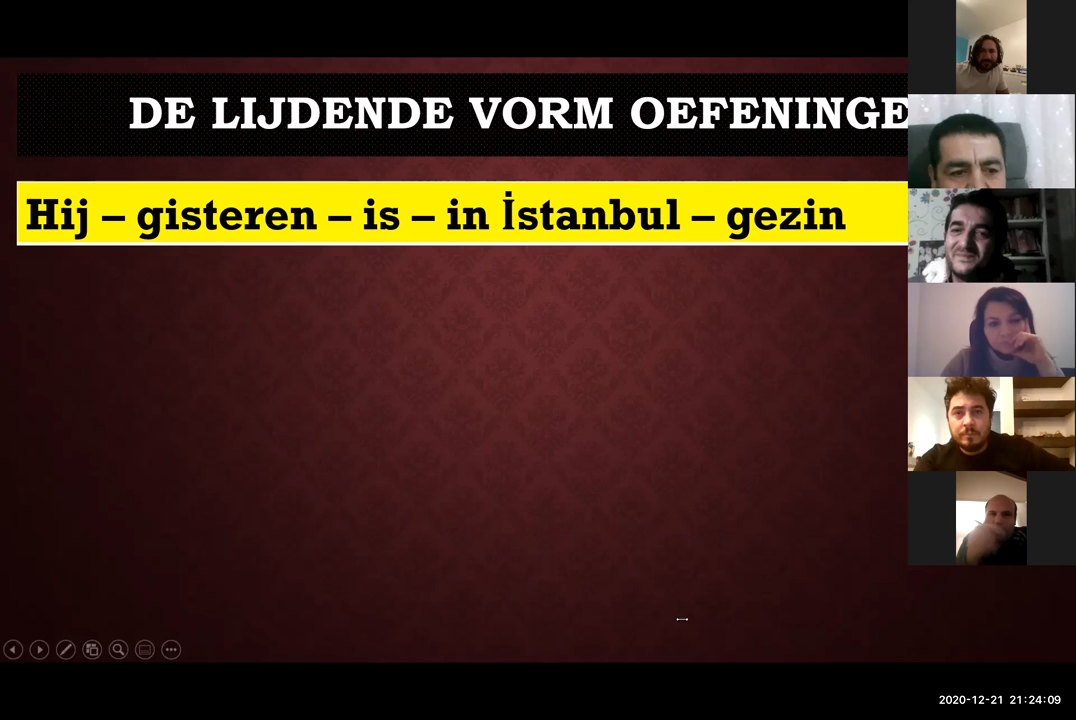 DE LIJDENDE VORM OEFENINGE
Hij – gisteren – is – in İstanbul – gezin
2020-12-21 21:24:09